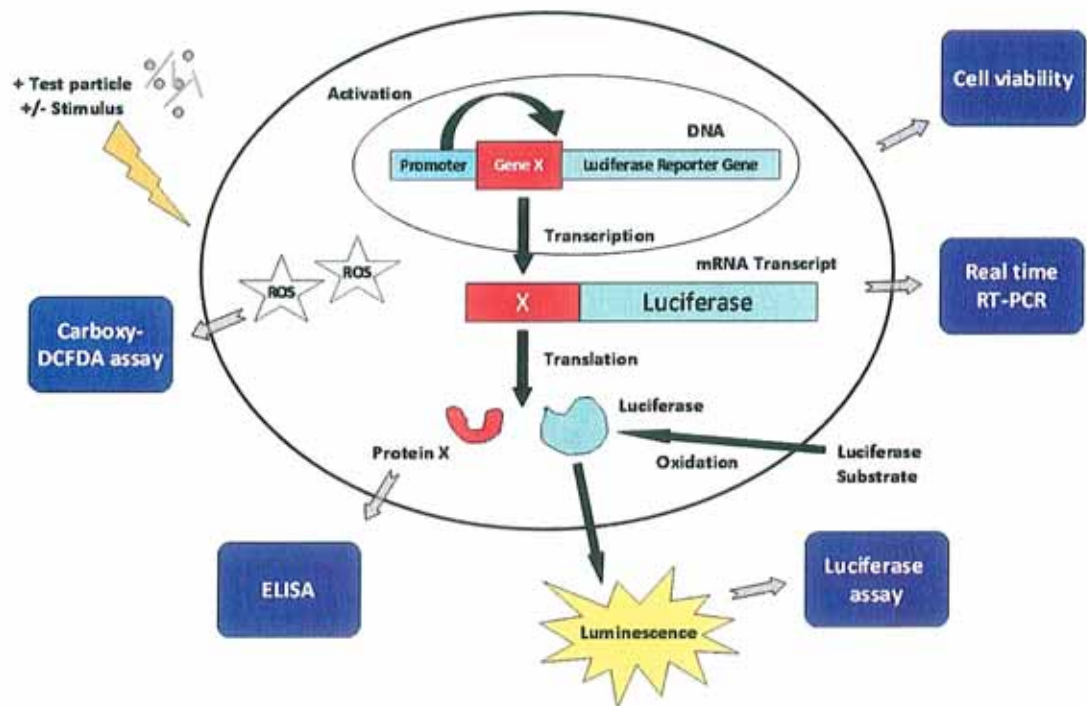 + Test particle
+/- Stimulus
Activation
DNA
Promoter
Gene X
Luciferase Reporter Gene
Transcription
mRNA Transcript
X
Luciferase
Translation
ROS
ROS
Carboxy-
DCFDA assay
Cell viability
Real time
RT-PCR
Luciferase
Protein X
Oxidation
Luciferase
Substrate
ELISA
Luminescence
Luciferase
assay